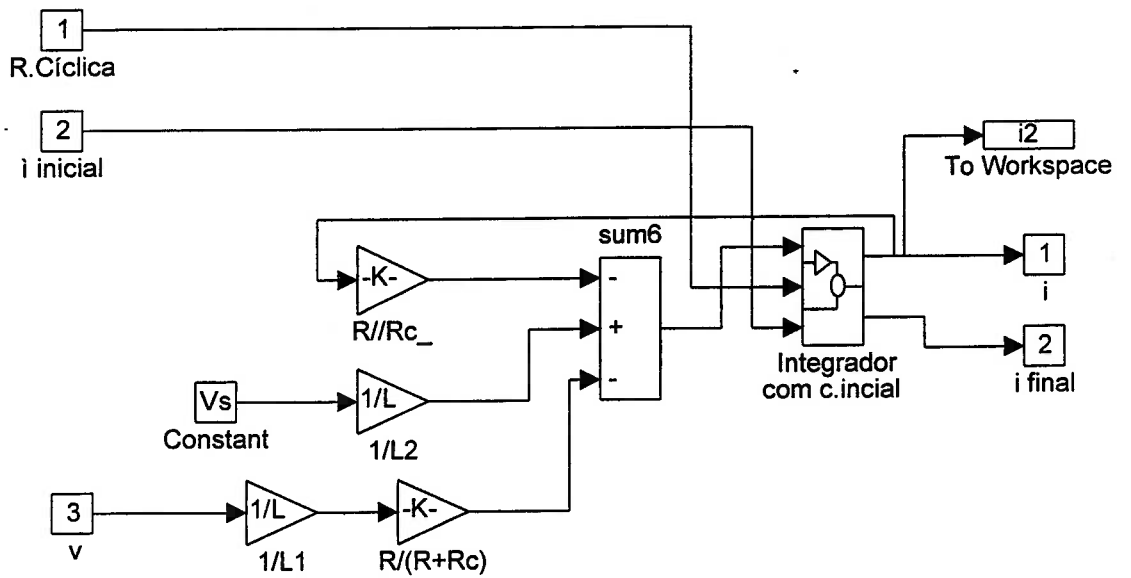 1
R.Cíclica
2
ì inicial
i2
To Workspace
sum6
-K-
R//Rc_
-
+
-
Integrador
com c.incial
1
i
2
i final
Vs
Constant
1/L
1/L2
3
v
1/L
1/L1
-K-
R/(R+Rc)